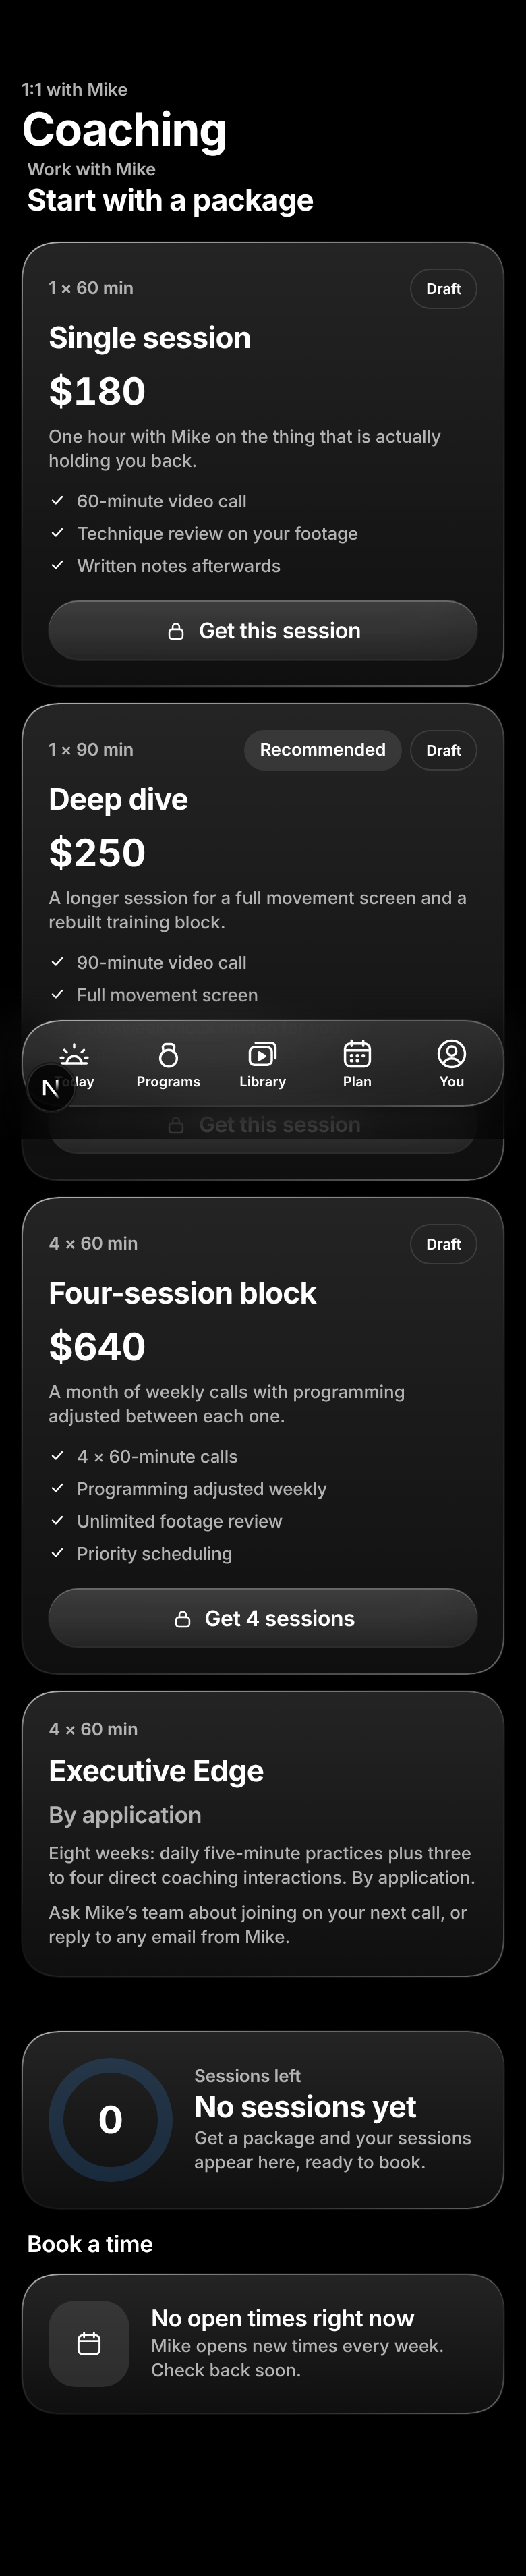 1:1 with Mike
Coaching
Work with Mike
Start with a package
1 × 60 min
Draft
Single session
$180
One hour with Mike on the thing that is actually
holding you back.
60-minute video call
Technique review on your footage
Written notes afterwards
Get this session
1 × 90 min
Recommended
Draft
Deep dive
$250
A longer session for a full movement screen and a
rebuilt training block.
90-minute video call
Full movement screen
Today
Programs
Library
Plan
You
N
Get this session
4 × 60 min
Draft
Four-session block
$640
A month of weekly calls with programming
adjusted between each one.
4 × 60-minute calls
Programming adjusted weekly
Unlimited footage review
Priority scheduling
Get 4 sessions
4 × 60 min
Executive Edge
By application
Eight weeks: daily five-minute practices plus three
to four direct coaching interactions. By application.
Ask Mike’s team about joining on your next call, or
reply to any email from Mike.
0
Sessions left
No sessions yet
Get a package and your sessions
appear here, ready to book.
Book a time
No open times right now
Mike opens new times every week.
Check back soon.